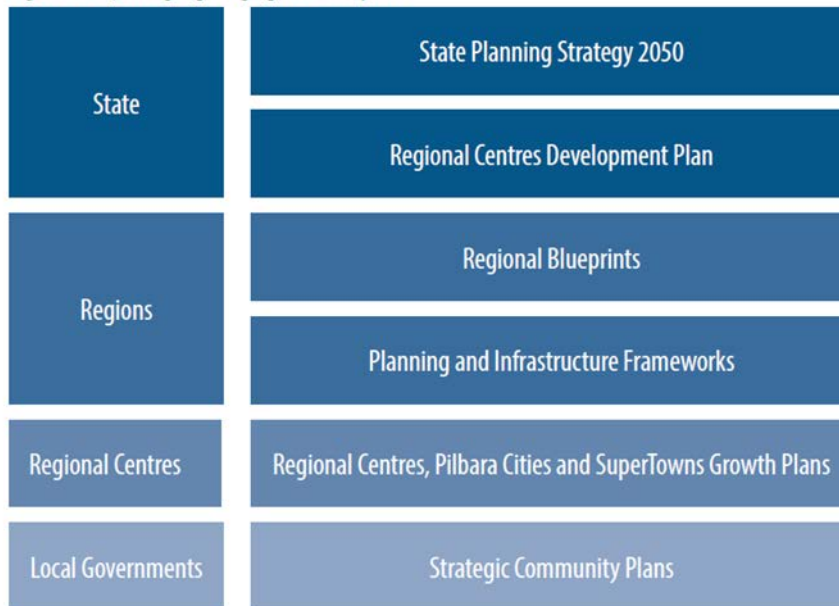 State
State Planning Strategy 2050
Regional Centres Development Plan
Regions
Regional Blueprints
Planning and Infrastructure Frameworks
Regional Centres
Regional Centres, Pilbara Cities and SuperTowns Growth Plans
Local Governments
Strategic Community Plans